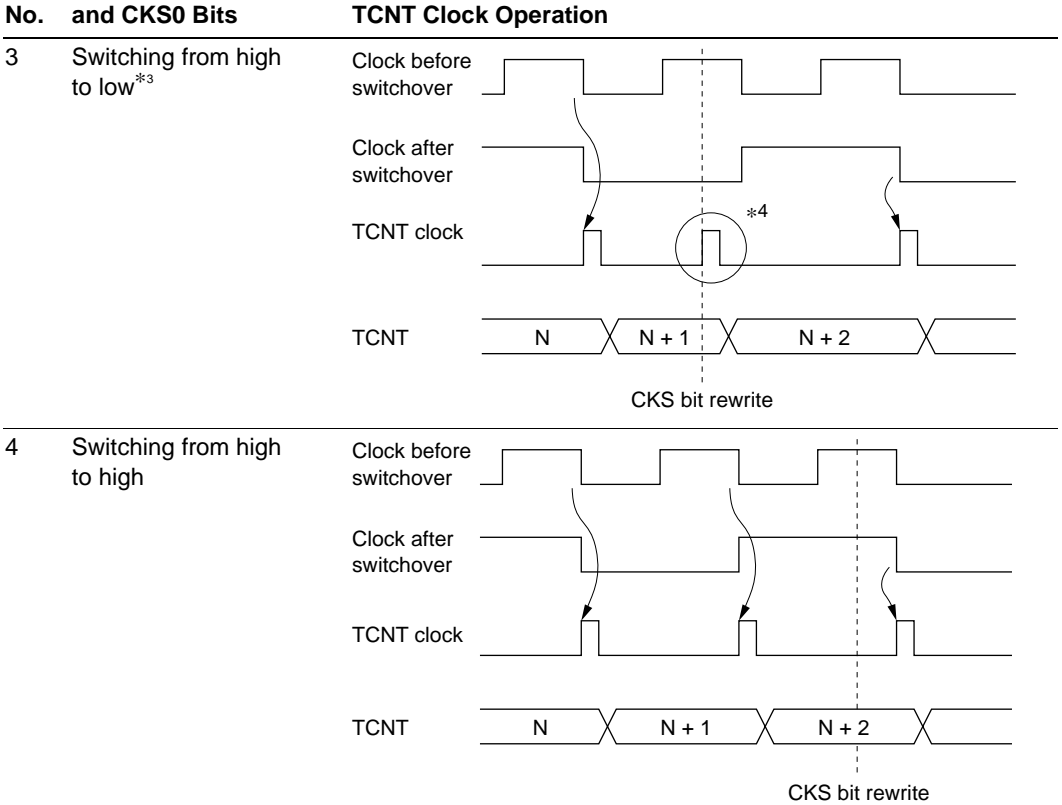 No. and CKS0 Bits TCNT Clock Operation
3 Switching from high
to low*3
Clock before
switchover
Clock after
switchover
*4
TCNT clock
TCNT N N + 1 N + 2
CKS bit rewrite
4 Switching from high
to high
Clock before
switchover
Clock after
switchover
TCNT clock
TCNT N N + 1 N + 2
CKS bit rewrite